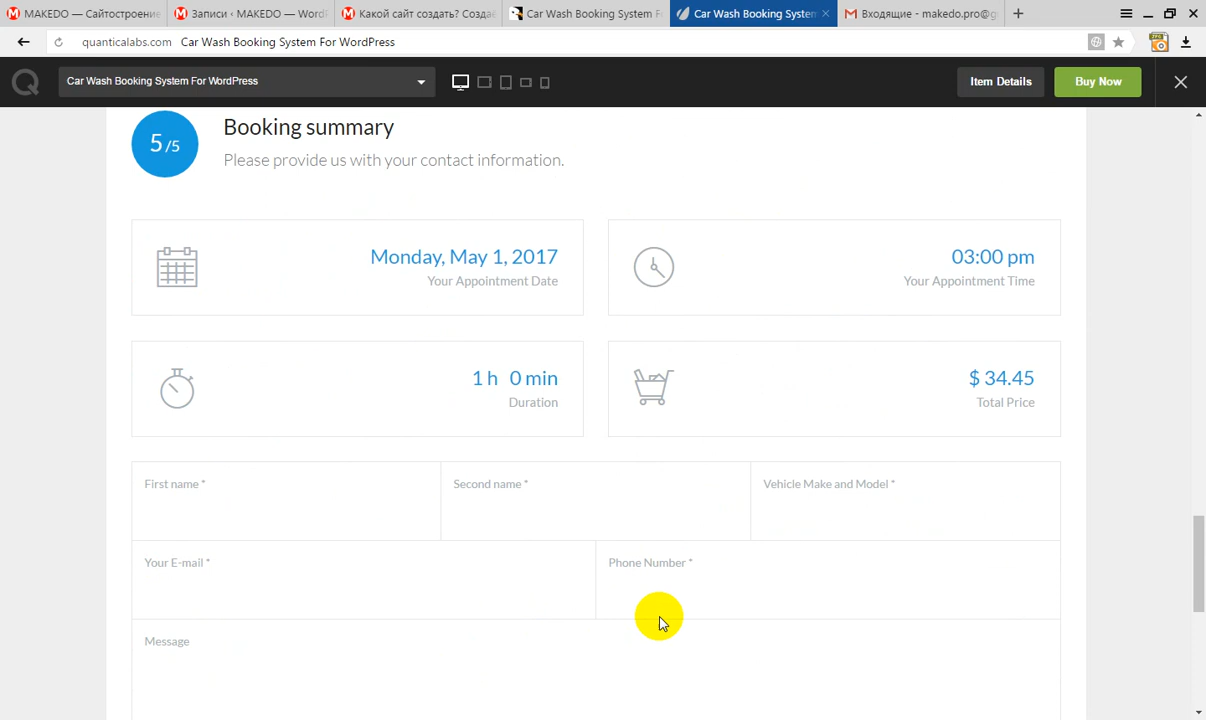 MAKEDO — Сайтостроение
Записи ‹ MAKEDO — Word
Какой сайт создать? Создаё
Car Wash Booking System F
Car Wash Booking System
Входящие - makedo.pro@g
quanticalabs.com Car Wash Booking System For WordPress
Car Wash Booking System For WordPress
Item Details
Buy Now
5/5
Booking summary
Please provide us with your contact information.
Monday, May 1, 2017
Your Appointment Date
03:00 pm
Your Appointment Time
1 h 0 min
Duration
$ 34.45
Total Price
First name *
Second name *
Vehicle Make and Model *
Your E-mail *
Phone Number *
Message